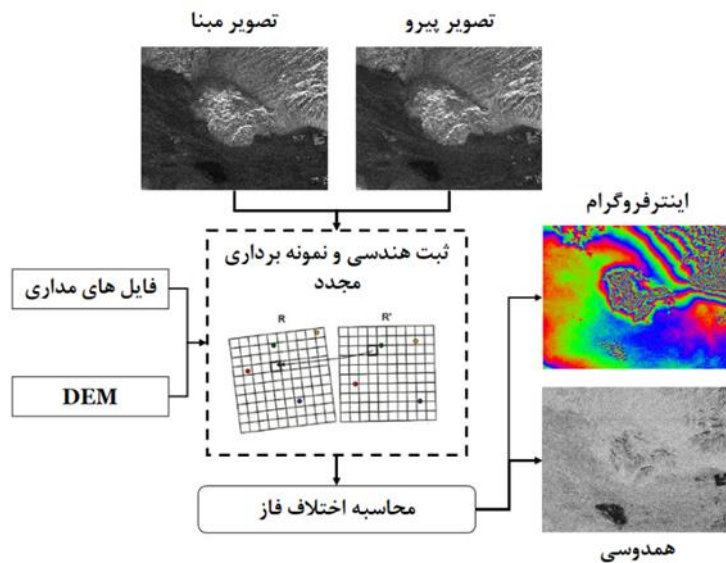 تصویر پیرو
تصویر مبنا
اینترفروگرام
ثبت هندسی و نمونه برداری
مجدد
فایل های مداری
R
R'
DEM
محاسبه اختلاف فاز
همدوسی